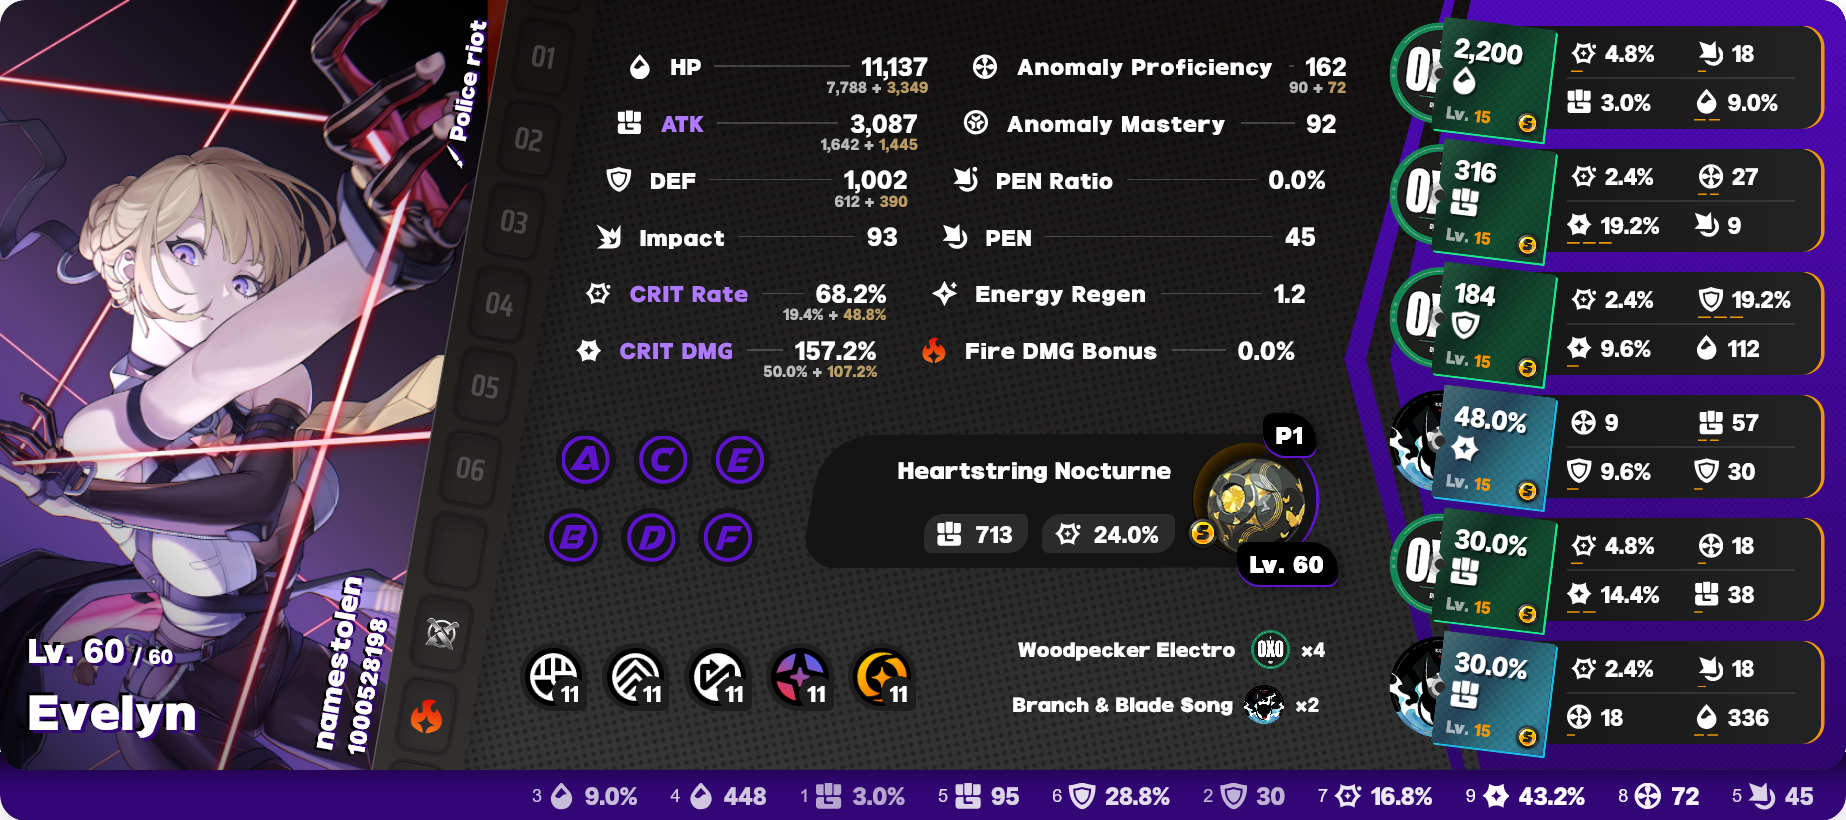 Police riot
Lv. 60 / 60
Evelyn
namestolen
1000528198
01
02
03
04
05
06
HP 11,137
7,788 + 3,349
ATK 3,087
1,642 + 1,445
DEF 1,002
612 + 390
Impact 93
CRIT Rate 68.2%
19.4% + 48.8%
CRIT DMG 157.2%
50.0% + 107.2%
Anomaly Proficiency 162
90 + 72
Anomaly Mastery 92
PEN Ratio 0.0%
PEN 45
Energy Regen 1.2
Fire DMG Bonus 0.0%
A C E
B D F
P1
Heartstring Nocturne
713 24.0%
S
Lv. 60
11 11 11 11 11
Woodpecker Electro OXO ×4
Branch & Blade Song ×2
2,200
Lv. 15 S
4.8% 18
3.0% 9.0%
316
Lv. 15 S
2.4% 27
19.2% 9
184
Lv. 15 S
2.4% 19.2%
9.6% 112
48.0%
Lv. 15 S
9 57
9.6% 30
30.0%
Lv. 15 S
4.8% 18
14.4% 38
30.0%
Lv. 15 S
2.4% 18
18 336
3 9.0% 4 448 1 3.0% 5 95 6 28.8% 2 30 7 16.8% 9 43.2% 8 72 5 45